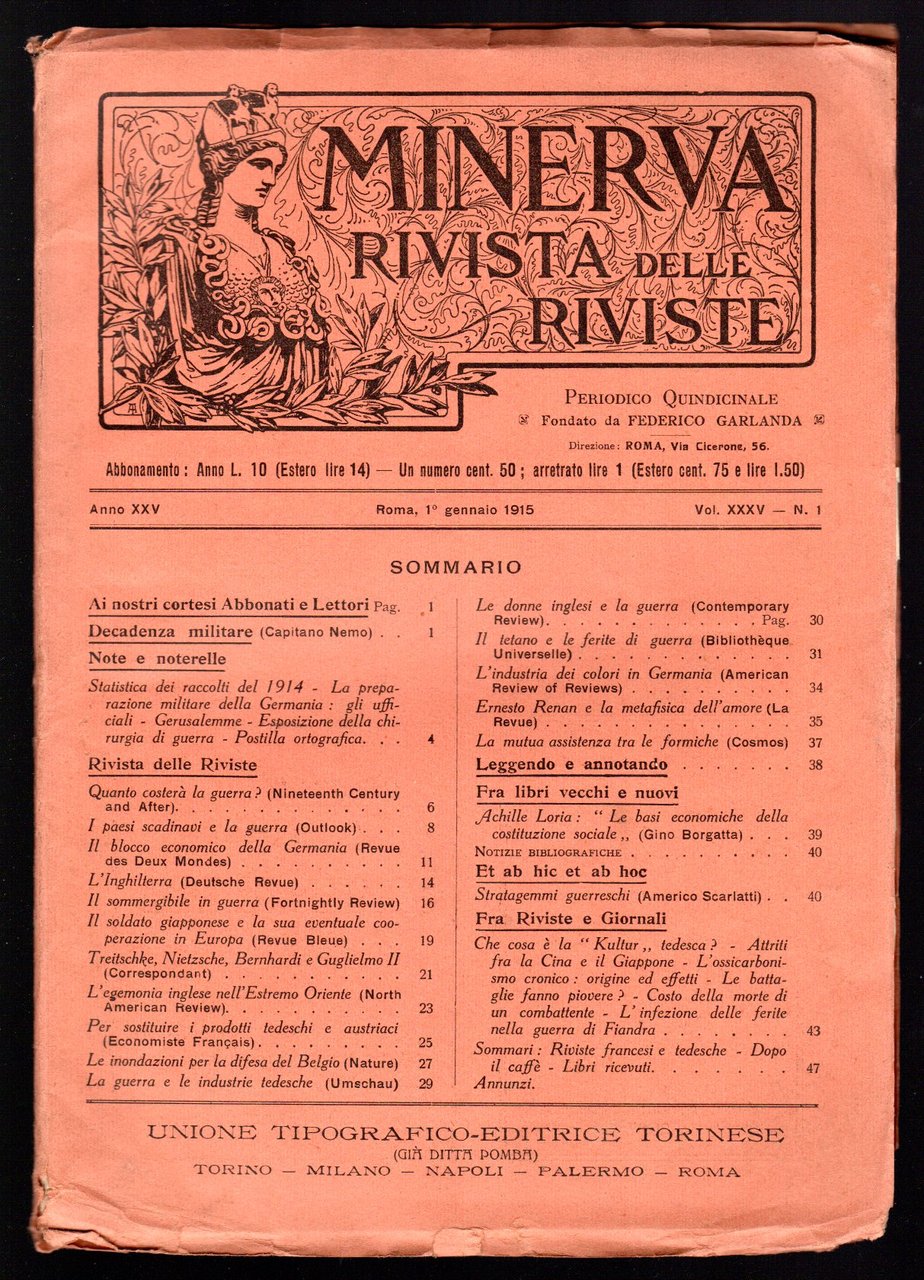 MINERVA
RIVISTA DELLE
RIVISTE
PERIODICO QUINDICINALE
Fondato da FEDERICO GARLANDA
Direzione: ROMA, Via Cicerone, 56.
Abbonamento: Anno L. 10 (Estero lire 14) — Un numero cent. 50; arretrato lire 1 (Estero cent. 75 e lire 1.50)
Anno XXV Roma, 1° gennaio 1915 Vol. XXXV — N. 1
SOMMARIO
Ai nostri cortesi Abbonati e Lettori Pag. 1
Decadenza militare (Capitano Nemo) . . 1
Note e noterelle
Statistica dei raccolti del 1914 - La prepa-
razione militare della Germania: gli uffi-
ciali - Gerusalemme - Esposizione della chi-
rurgia di guerra - Postilla ortografica. . . 4
Rivista delle Riviste
Quanto costerà la guerra? (Nineteenth Century
and After). . . . . . . . . . . . 6
I paesi scadinavi e la guerra (Outlook) . . . 8
Il blocco economico della Germania (Revue
des Deux Mondes) . . . . . . . . . 11
L'Inghilterra (Deutsche Revue) . . . . . . 14
Il sommergibile in guerra (Fortnightly Review) 16
Il soldato giapponese e la sua eventuale coo-
perazione in Europa (Revue Bleue) . . . 19
Treitschke, Nietzsche, Bernhardi e Guglielmo II
(Correspondant) . . . . . . . . . . 21
L'egemonia inglese nell'Estremo Oriente (North
American Review). . . . . . . . . . 23
Per sostituire i prodotti tedeschi e austriaci
(Economiste Français). . . . . . . . 25
Le inondazioni per la difesa del Belgio (Nature) 27
La guerra e le industrie tedesche (Umschau) 29
Le donne inglesi e la guerra (Contemporary
Review). . . . . . . . . . . . . Pag. 30
Il tetano e le ferite di guerra (Bibliothèque
Universelle) . . . . . . . . . . . . 31
L'industria dei colori in Germania (American
Review of Reviews) . . . . . . . . . 34
Ernesto Renan e la metafisica dell'amore (La
Revue) . . . . . . . . . . . . . . 35
La mutua assistenza tra le formiche (Cosmos) 37
Leggendo e annotando . . . . . . . 38
Fra libri vecchi e nuovi
Achille Loria: “ Le basi economiche della
costituzione sociale „ (Gino Borgatta) . . . 39
NOTIZIE BIBLIOGRAFICHE . . . . . . . . . . 40
Et ab hic et ab hoc
Stratagemmi guerreschi (Americo Scarlatti) . . 40
Fra Riviste e Giornali
Che cosa è la “ Kultur „ tedesca? - Attriti
fra la Cina e il Giappone - L'ossicarboni-
smo cronico: origine ed effetti - Le batta-
glie fanno piovere? - Costo della morte di
un combattente - L'infezione delle ferite
nella guerra di Fiandra . . . . . . . . 43
Sommari: Riviste francesi e tedesche - Dopo
il caffè - Libri ricevuti. . . . . . . . 47
Annunzi.
UNIONE TIPOGRAFICO-EDITRICE TORINESE
(GIÀ DITTA POMBA)
TORINO — MILANO — NAPOLI — PALERMO — ROMA